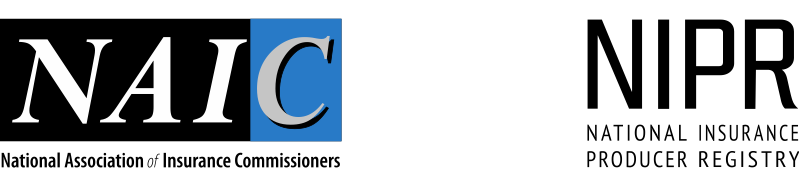 NAIC
National Association of Insurance Commissioners
NIPR
NATIONAL INSURANCE
PRODUCER REGISTRY